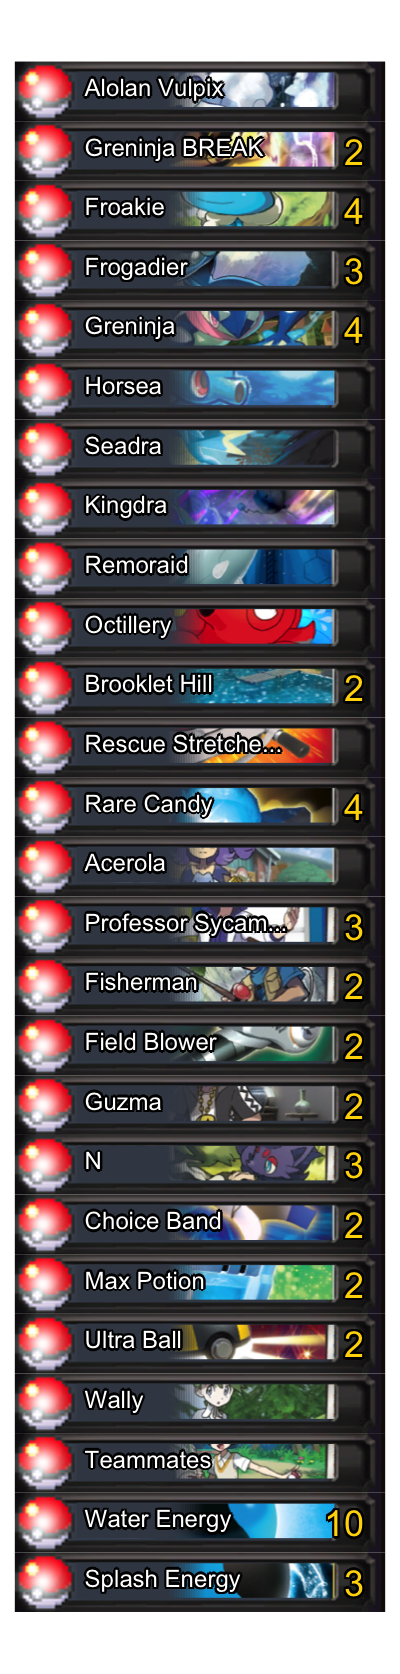 Alolan Vulpix
Greninja BREAK 2
Froakie 4
Frogadier 3
Greninja 4
Horsea
Seadra
Kingdra
Remoraid
Octillery
Brooklet Hill 2
Rescue Stretche...
Rare Candy 4
Acerola
Professor Sycam... 3
Fisherman 2
Field Blower 2
Guzma 2
N 3
Choice Band 2
Max Potion 2
Ultra Ball 2
Wally
Teammates
Water Energy 10
Splash Energy 3